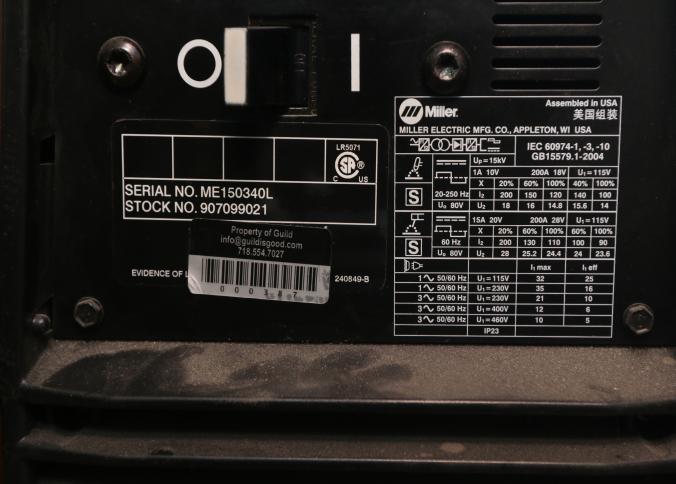 O I
OFF
Miller Assembled in USA
美国组装
MILLER ELECTRIC MFG. CO., APPLETON, WI USA
IEC 60974-1, -3, -10
GB15579.1-2004
Up=15kV
1A 10V 200A 18V U1=115V
X 20% 60% 100% 40% 100%
S 20-250 Hz I2 200 150 120 140 100
Uo 80V U2 18 16 14.8 15.6 14
15A 20V 200A 28V U1=115V
X 20% 60% 100% 60% 100%
S 60 Hz I2 200 130 110 100 90
Uo 80V U2 28 25.2 24.4 24 23.6
I1 max I1 eff
1 50/60 Hz U1=115V 32 25
1 50/60 Hz U1=230V 35 16
3 50/60 Hz U1=230V 21 10
3 50/60 Hz U1=400V 12 6
3 50/60 Hz U1=460V 10 5
IP23
LR5071
SA ®
C US
SERIAL NO. ME150340L
STOCK NO. 907099021
Property of Guild
info@guildisgood.com
718.554.7027
EVIDENCE OF 240849-B